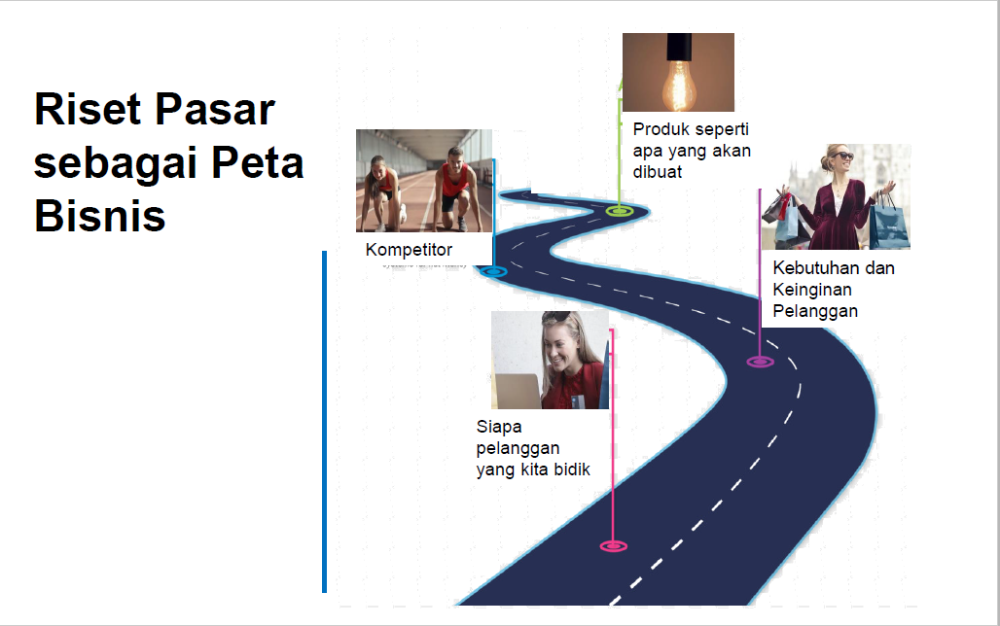 Riset Pasar
sebagai Peta
Bisnis
Produk seperti
apa yang akan
dibuat
Kompetitor
Kebutuhan dan
Keinginan
Pelanggan
Siapa
pelanggan
yang kita bidik